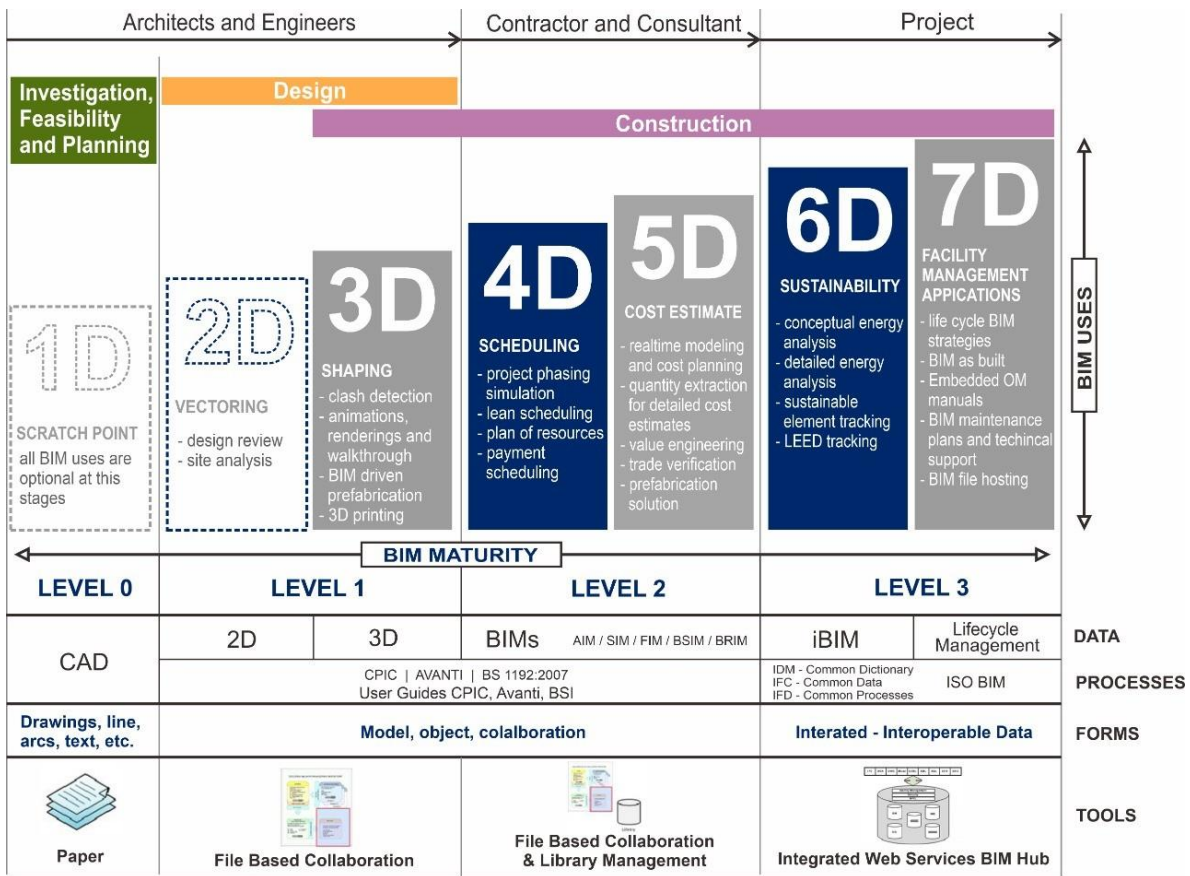 Architects and Engineers
Contractor and Consultant
Project
Investigation,
Feasibility
and Planning
Design
Construction
1D
SCRATCH POINT
all BIM uses are
optional at this
stages
2D
VECTORING
- design review
- site analysis
3D
SHAPING
- clash detection
- animations,
renderings and
walkthrough
- BIM driven
prefabrication
- 3D printing
4D
SCHEDULING
- project phasing
simulation
- lean scheduling
- plan of resources
- payment
scheduling
5D
COST ESTIMATE
- realtime modeling
and cost planning
- quantity extraction
for detailed cost
estimates
- value engineering
- trade verification
- prefabrication
solution
6D
SUSTAINABILITY
- conceptual energy
analysis
- detailed energy
analysis
- sustainable
element tracking
- LEED tracking
7D
FACILITY
MANAGEMENT
APPICATIONS
- life cycle BIM
strategies
- BIM as built
- Embedded OM
manuals
- BIM maintenance
plans and techincal
support
- BIM file hosting
BIM USES
BIM MATURITY
LEVEL 0
LEVEL 1
LEVEL 2
LEVEL 3
CAD
2D
3D
BIMs
AIM / SIM / FIM / BSIM / BRIM
iBIM
Lifecycle
Management
DATA
CPIC | AVANTI | BS 1192:2007
User Guides CPIC, Avanti, BSI
IDM - Common Dictionary
IFC - Common Data
IFD - Common Processes
ISO BIM
PROCESSES
Drawings, line,
arcs, text, etc.
Model, object, colalboration
Interated - Interoperable Data
FORMS
Paper
File Based Collaboration
File Based Collaboration
& Library Management
Integrated Web Services BIM Hub
TOOLS